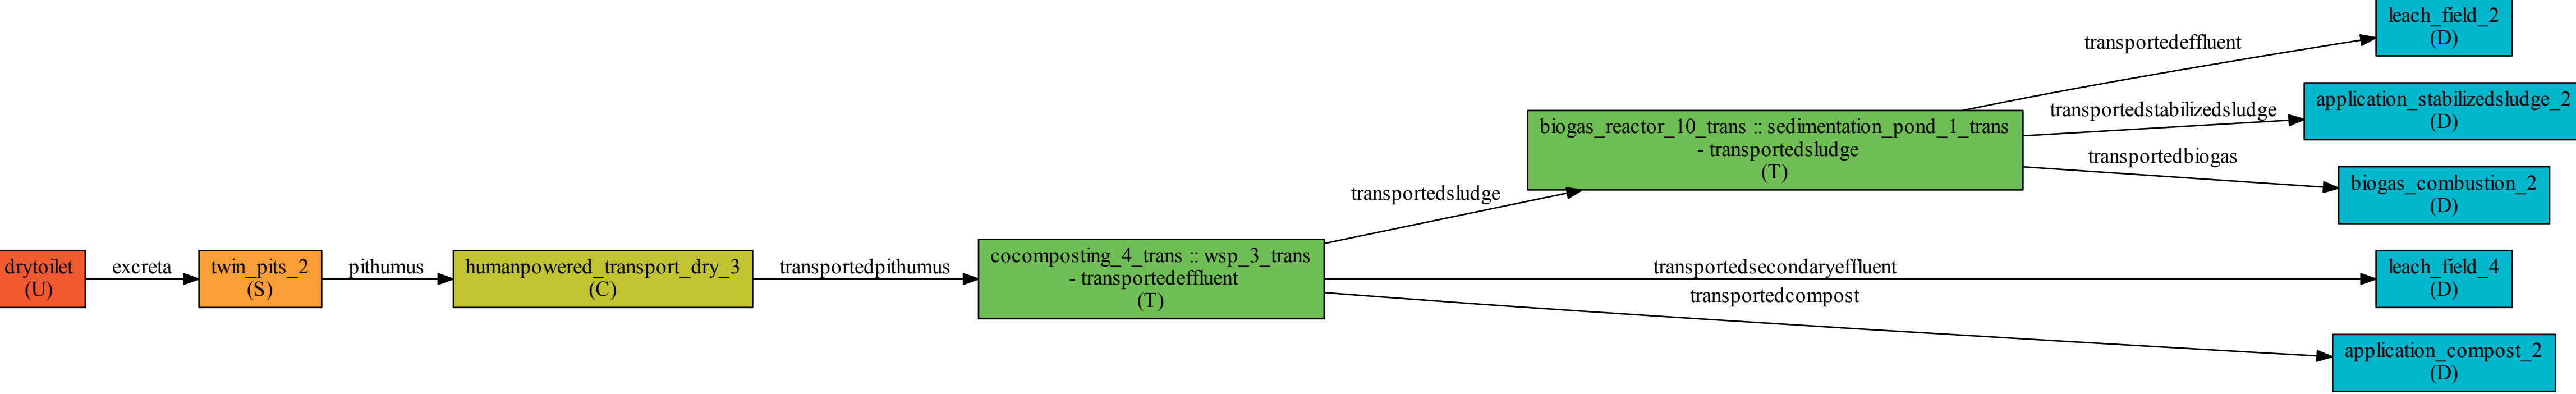 drytoilet
(U)
excreta
twin_pits_2
(S)
pithumus
humanpowered_transport_dry_3
(C)
transportedpithumus
cocomposting_4_trans :: wsp_3_trans
- transportedeffluent
(T)
transportedsludge
transportedsecondaryeffluent
transportedcompost
biogas_reactor_10_trans :: sedimentation_pond_1_trans
- transportedsludge
(T)
transportedeffluent
transportedstabilizedsludge
transportedbiogas
leach_field_2
(D)
application_stabilizedsludge_2
(D)
biogas_combustion_2
(D)
leach_field_4
(D)
application_compost_2
(D)